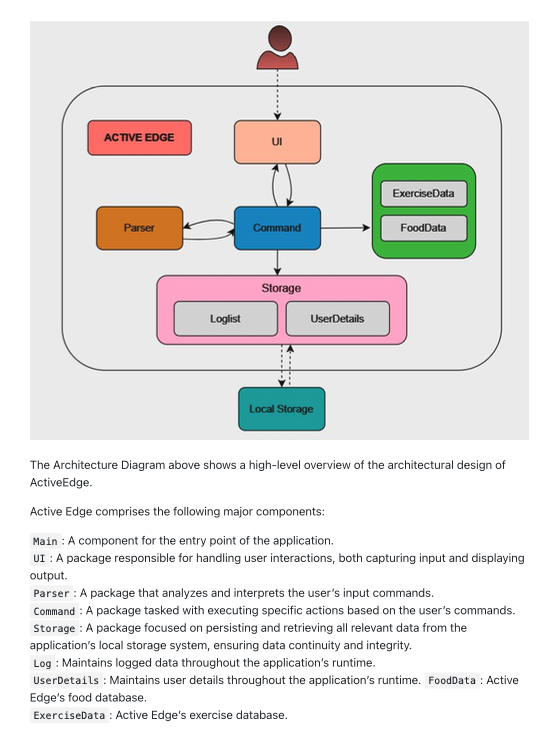 ACTIVE EDGE
UI
ExerciseData
Parser
Command
FoodData
Storage
Loglist
UserDetails
Local Storage
The Architecture Diagram above shows a high-level overview of the architectural design of
ActiveEdge.
Active Edge comprises the following major components:
Main : A component for the entry point of the application.
UI : A package responsible for handling user interactions, both capturing input and displaying
output.
Parser : A package that analyzes and interprets the user’s input commands.
Command : A package tasked with executing specific actions based on the user’s commands.
Storage : A package focused on persisting and retrieving all relevant data from the
application’s local storage system, ensuring data continuity and integrity.
Log : Maintains logged data throughout the application’s runtime.
UserDetails : Maintains user details throughout the application’s runtime. FoodData : Active
Edge’s food database.
ExerciseData : Active Edge’s exercise database.